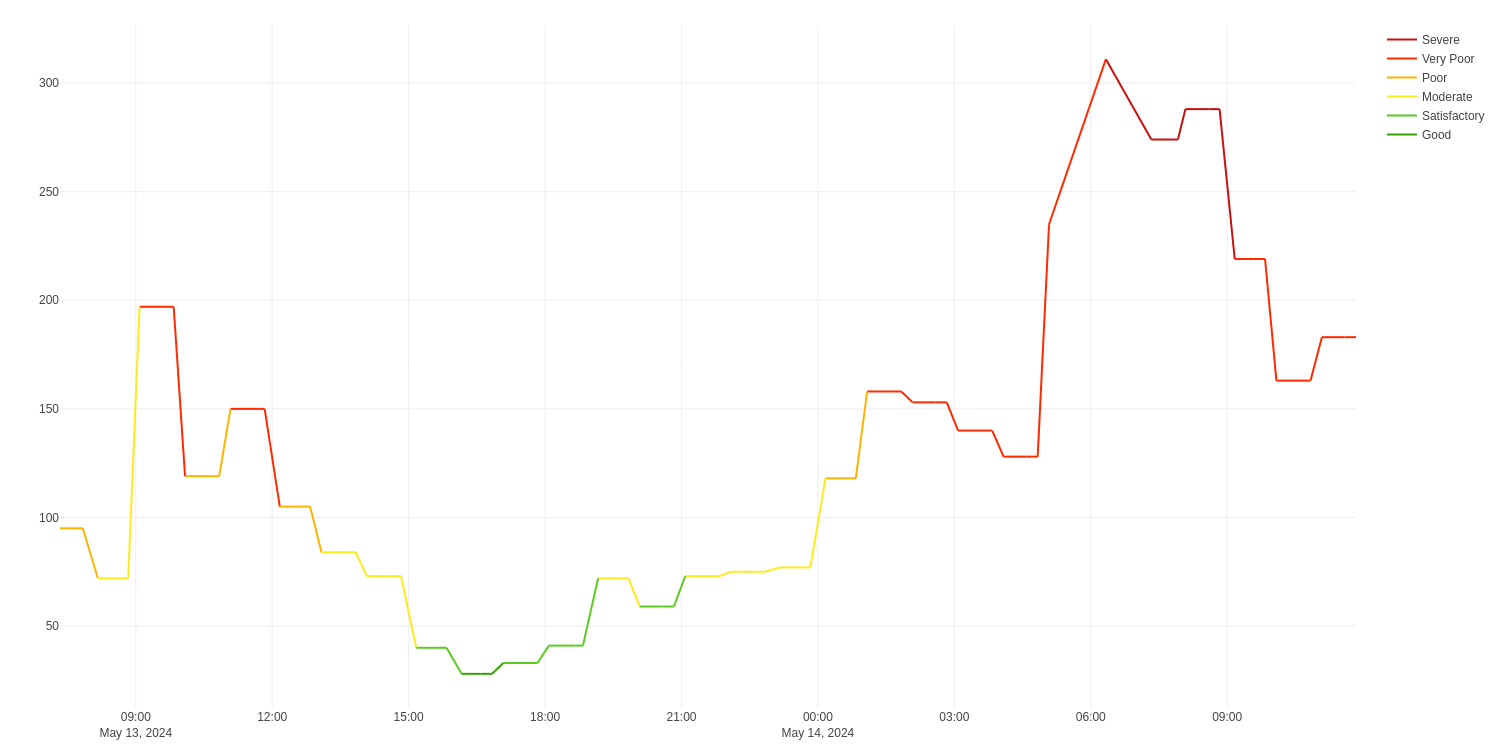 300
250
200
150
100
50
09:00
May 13, 2024
12:00
15:00
18:00
21:00
00:00
May 14, 2024
03:00
06:00
09:00
Severe
Very Poor
Poor
Moderate
Satisfactory
Good